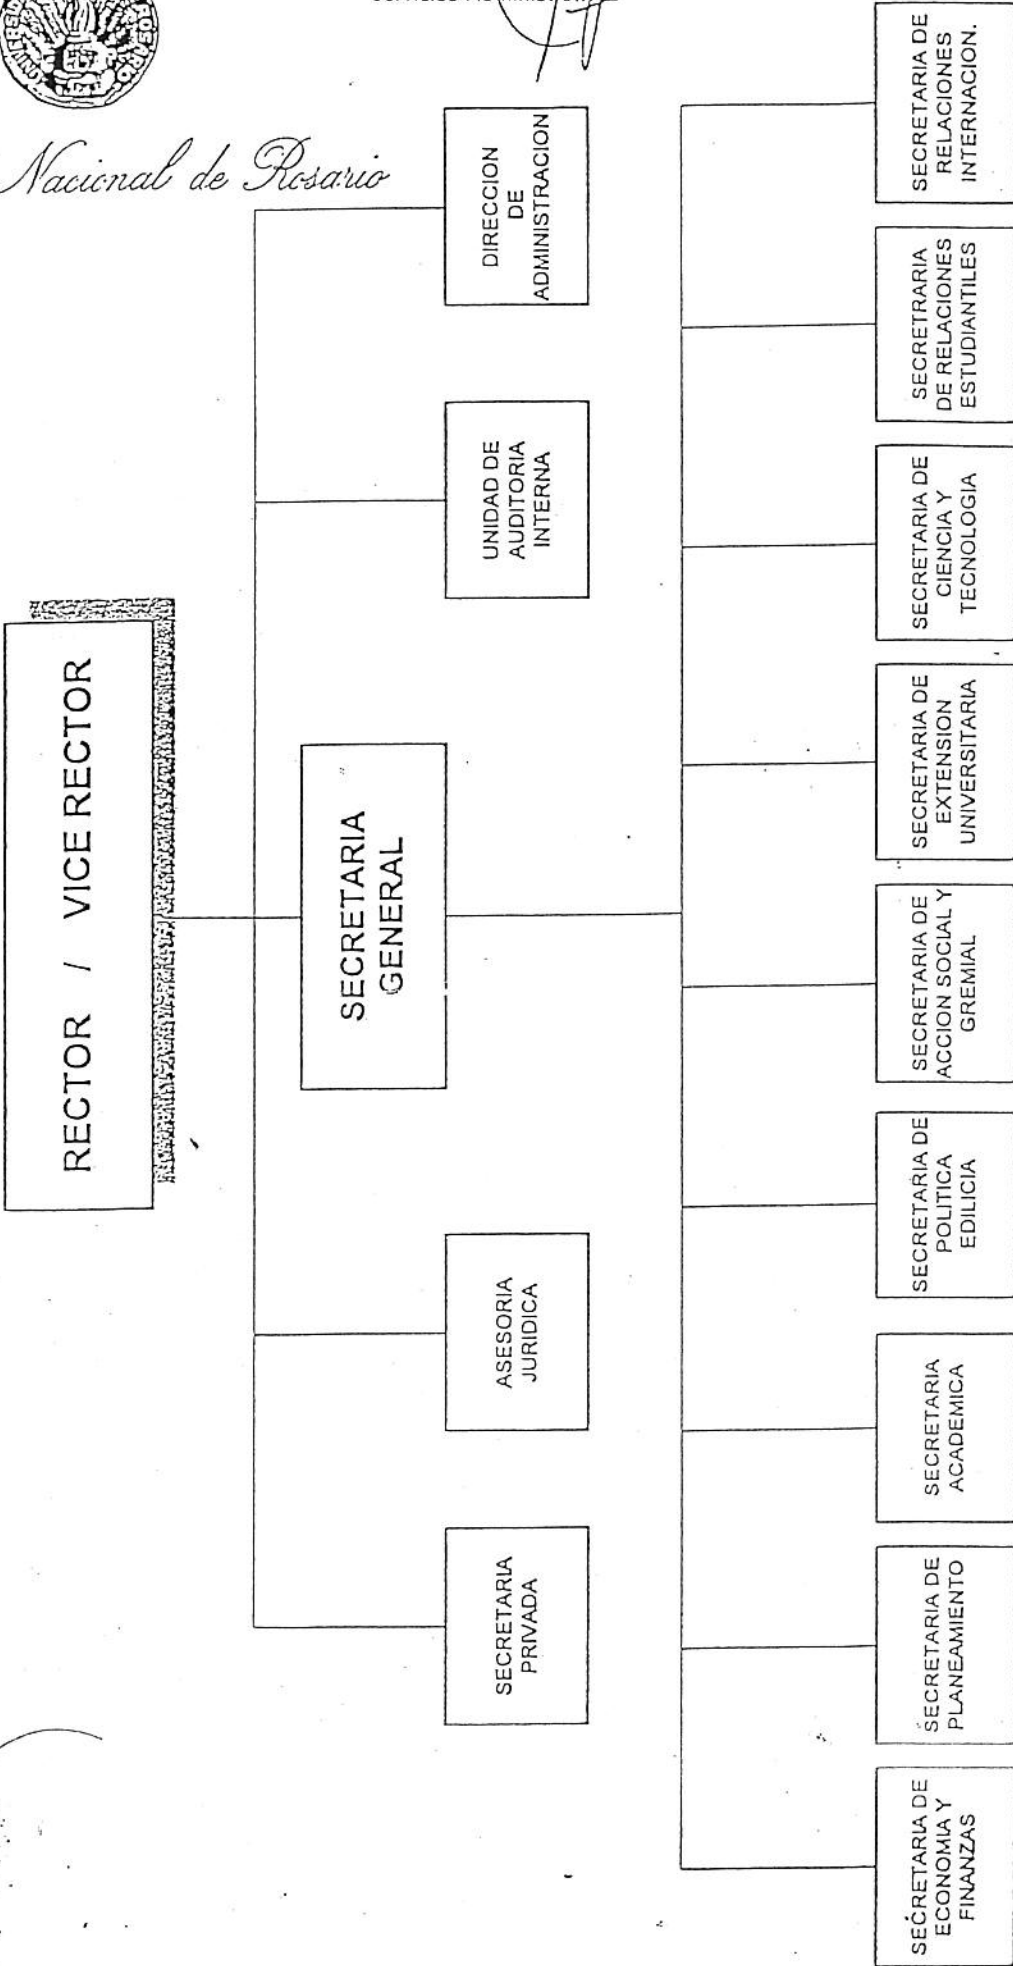 Nacional de Rosario
RECTOR / VICE RECTOR
SECRETARIA
GENERAL
SECRETARIA
PRIVADA
ASESORIA
JURIDICA
UNIDAD DE
AUDITORIA
INTERNA
DIRECCION
DE
ADMINISTRACION
SECRETARIA DE
ECONOMIA Y
FINANZAS
SECRETARIA DE
PLANEAMIENTO
SECRETARIA
ACADEMICA
SECRETARIA DE
POLITICA
EDILICIA
SECRETARIA DE
ACCION SOCIAL Y
GREMIAL
SECRETARIA DE
EXTENSION
UNIVERSITARIA
SECRETARIA DE
CIENCIA Y
TECNOLOGIA
SECRETRARIA
DE RELACIONES
ESTUDIANTILES
SECRETARIA DE
RELACIONES
INTERNACION.